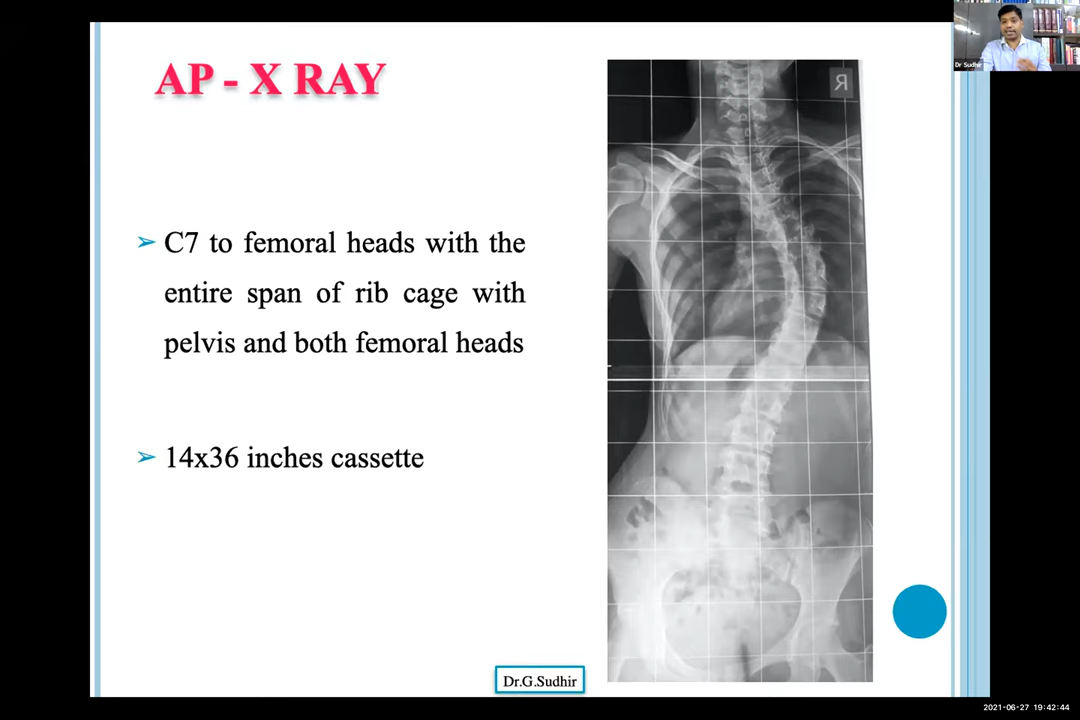 AP - X RAY
R
Dr Sudhir
➢ C7 to femoral heads with the
entire span of rib cage with
pelvis and both femoral heads
➢ 14x36 inches cassette
Dr.G.Sudhir
2021-06-27 19:42:44